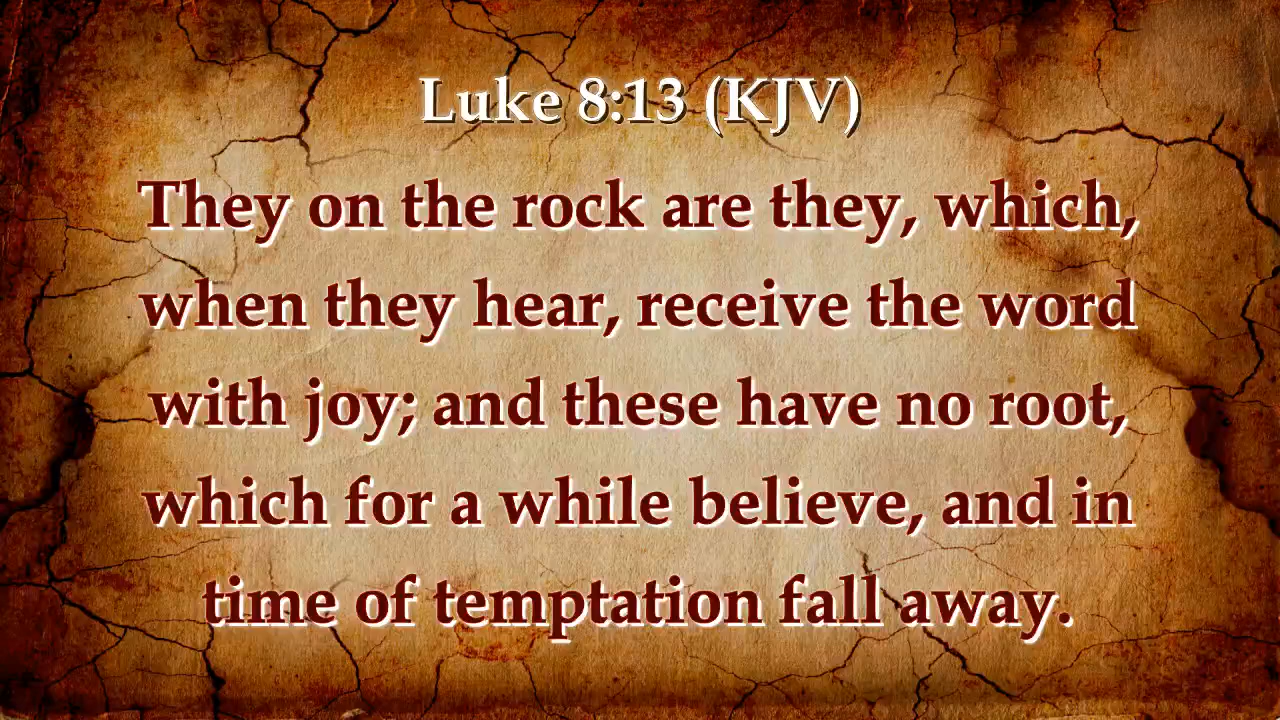 Luke 8:13 (KJV)
They on the rock are they, which,
when they hear, receive the word
with joy; and these have no root,
which for a while believe, and in
time of temptation fall away.